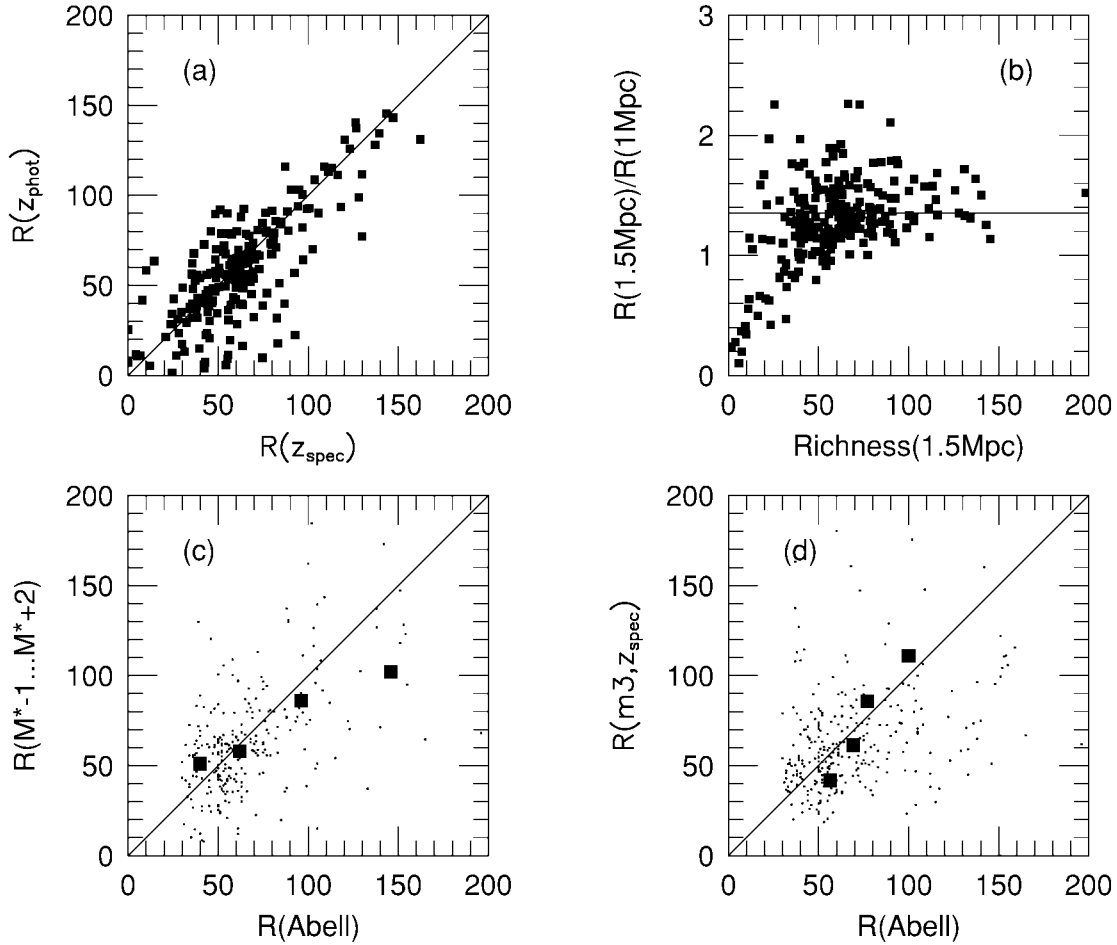 200
150
100
50
0
R(z_phot)
(a)
0 50 100 150 200
R(z_spec)
3
2
1
0
R(1.5Mpc)/R(1Mpc)
(b)
0 50 100 150 200
Richness(1.5Mpc)
200
150
100
50
0
R(M*-1...M*+2)
(c)
0 50 100 150 200
R(Abell)
200
150
100
50
0
R(m3,z_spec)
(d)
0 50 100 150 200
R(Abell)